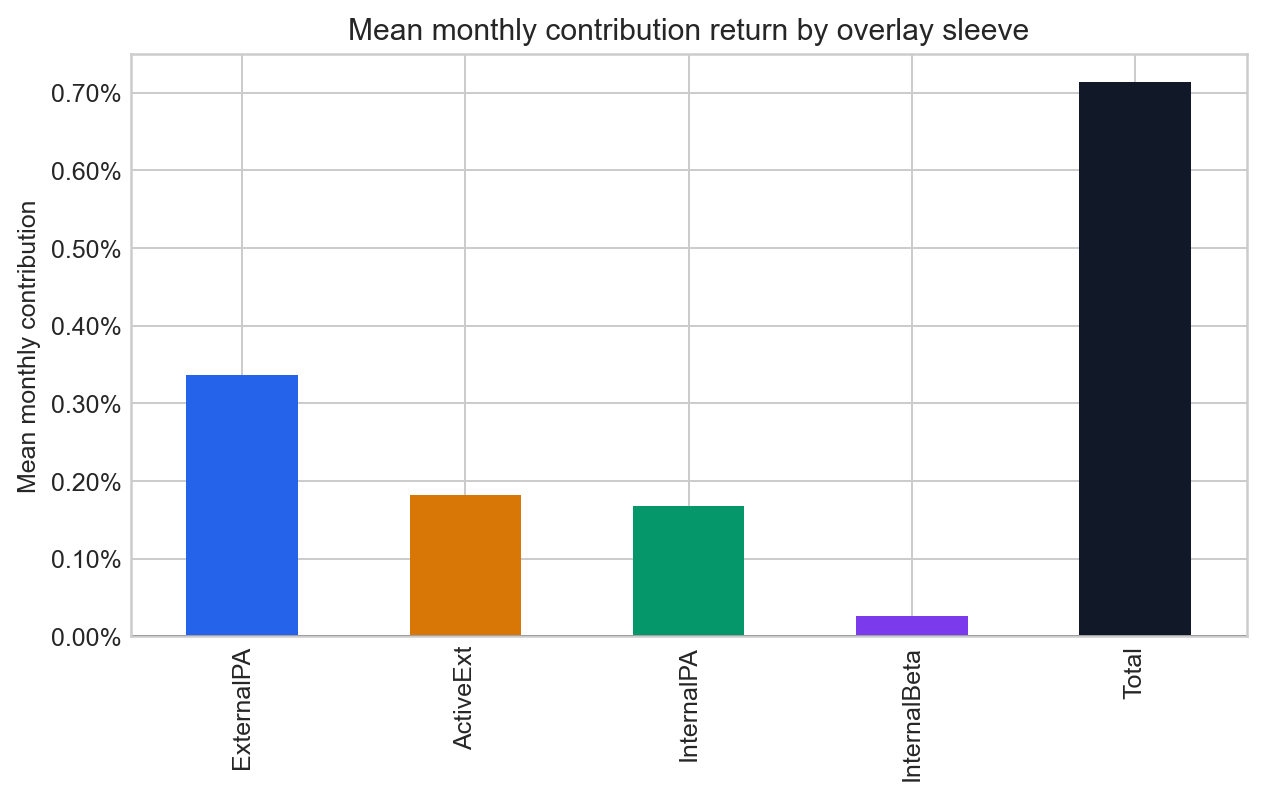 Mean monthly contribution return by overlay sleeve
Mean monthly contribution
0.70%
0.60%
0.50%
0.40%
0.30%
0.20%
0.10%
0.00%
ExternalPA
ActiveExt
InternalPA
InternalBeta
Total